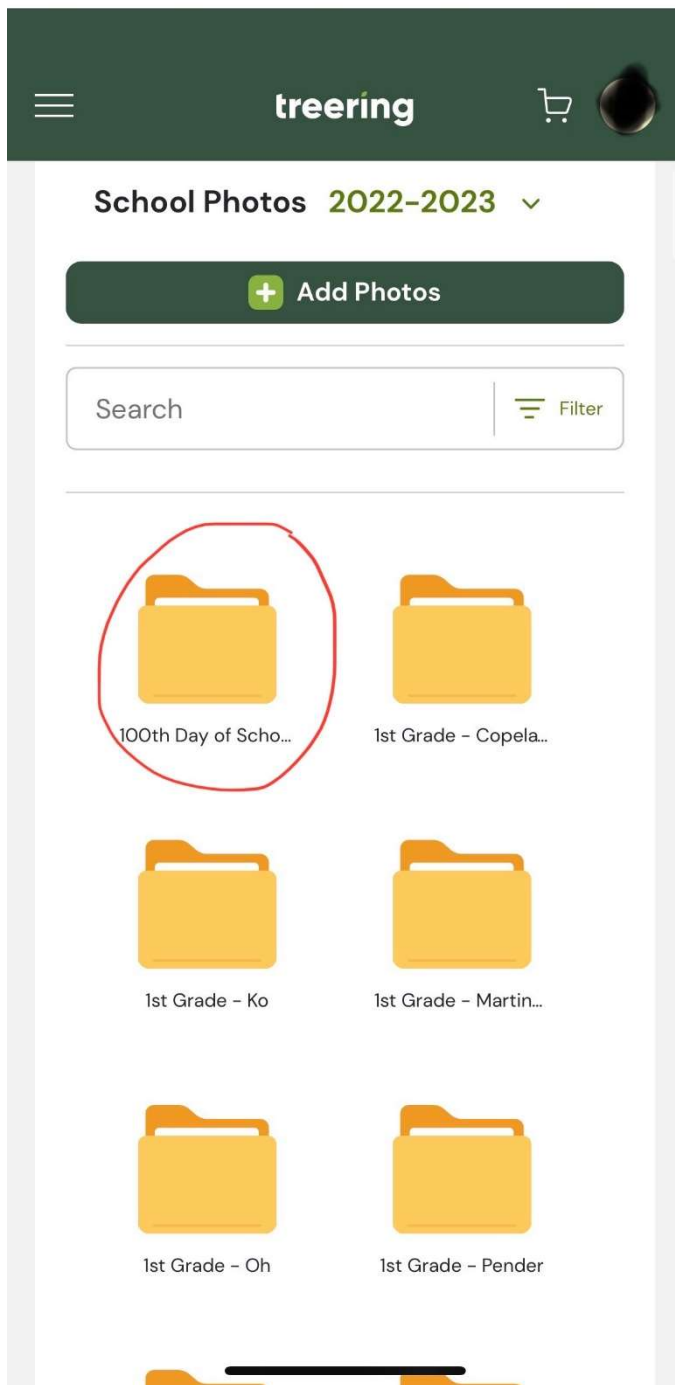 treering
School Photos 2022-2023
Add Photos
Search
Filter
100th Day of Scho...
1st Grade - Copela...
1st Grade - Ko
1st Grade - Martin...
1st Grade - Oh
1st Grade - Pender